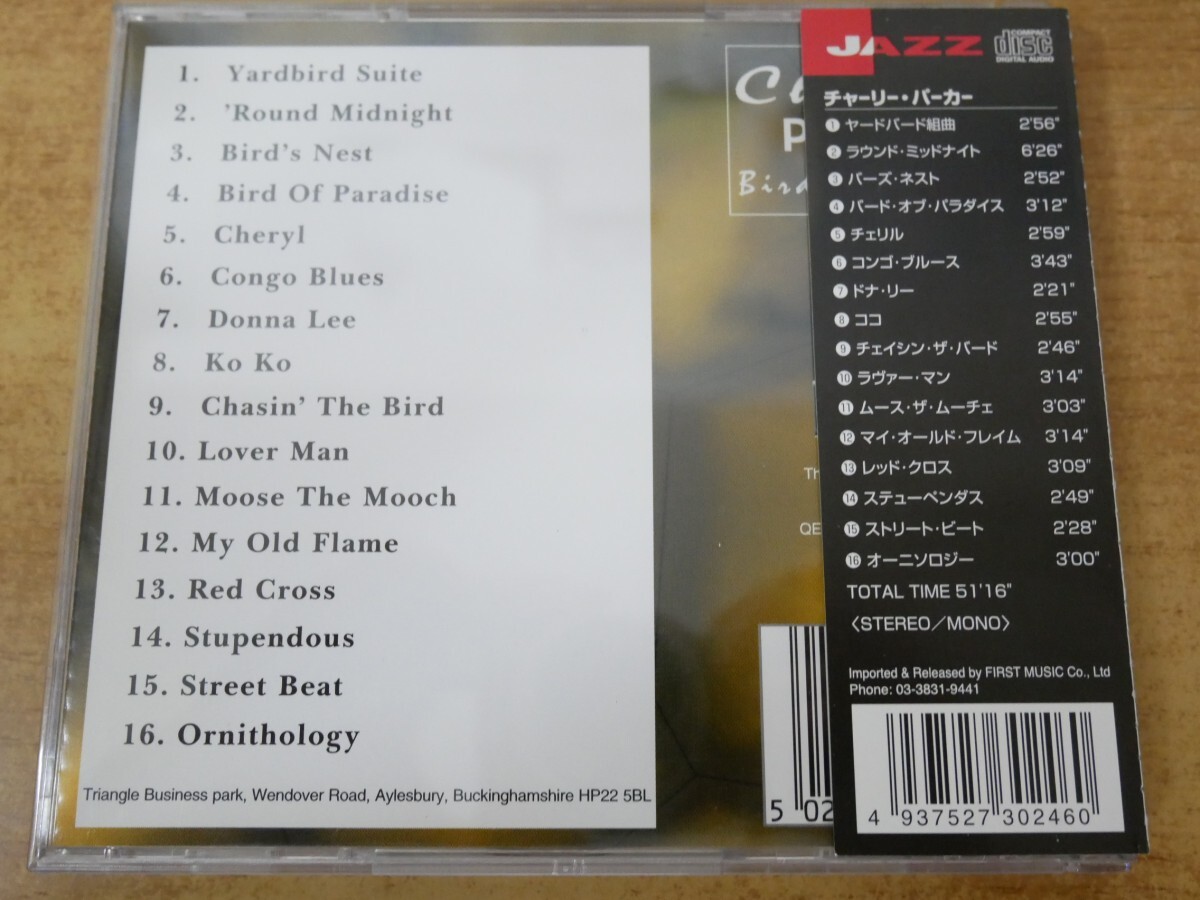 1. Yardbird Suite
2. ’Round Midnight
3. Bird’s Nest
4. Bird Of Paradise
5. Cheryl
6. Congo Blues
7. Donna Lee
8. Ko Ko
9. Chasin’ The Bird
10. Lover Man
11. Moose The Mooch
12. My Old Flame
13. Red Cross
14. Stupendous
15. Street Beat
16. Ornithology
Triangle Business park, Wendover Road, Aylesbury, Buckinghamshire HP22 5BL
Bird
QE
5 02
JAZZ
COMPACT
disc
DIGITAL AUDIO
チャーリー・パーカー
❶ ヤードバード組曲 2'56"
❷ ラウンド・ミッドナイト 6'26"
❸ バーズ・ネスト 2'52"
❹ バード・オブ・パラダイス 3'12"
❺ チェリル 2'59"
❻ コンゴ・ブルース 3'43"
❼ ドナ・リー 2'21"
❽ ココ 2'55"
❾ チェイシン・ザ・バード 2'46"
❿ ラヴァー・マン 3'14"
⓫ ムース・ザ・ムーチェ 3'03"
⓬ マイ・オールド・フレイム 3'14"
⓭ レッド・クロス 3'09"
⓮ ステューペンダス 2'49"
⓯ ストリート・ビート 2'28"
⓰ オーニソロジー 3'00"
TOTAL TIME 51'16"
〈STEREO／MONO〉
Imported & Released by FIRST MUSIC Co., Ltd
Phone: 03-3831-9441
4 937527 302460